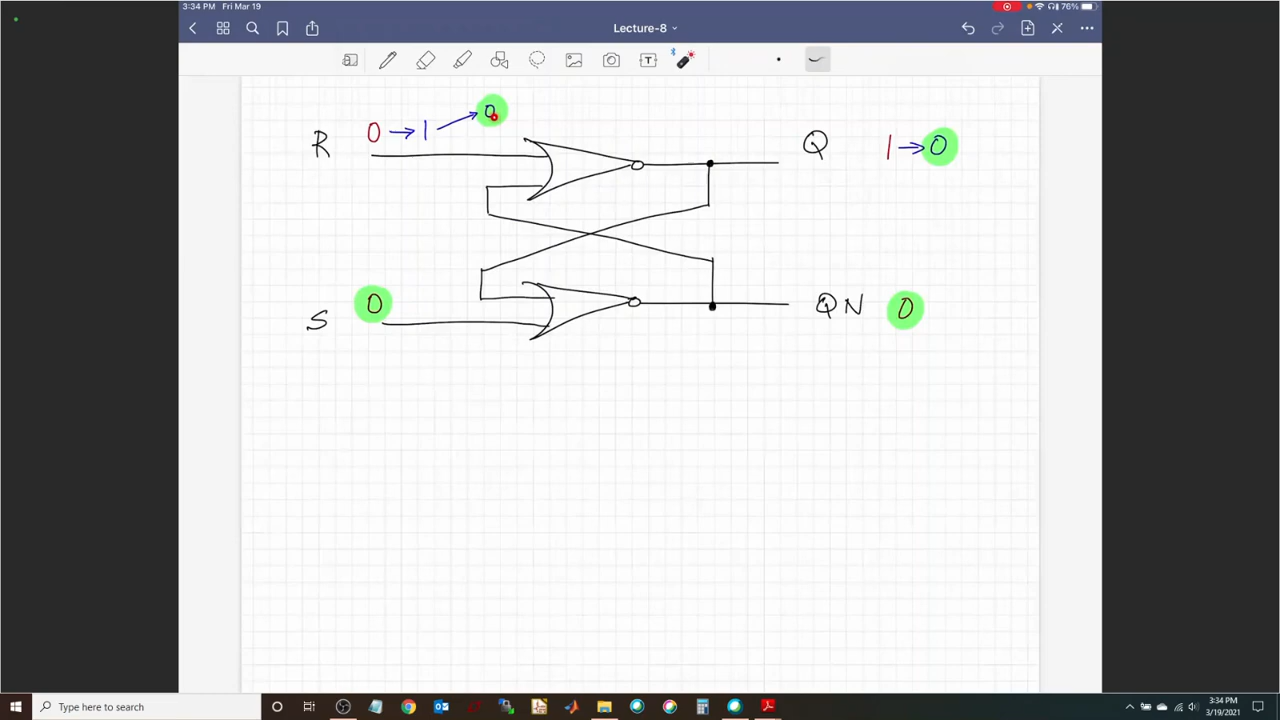 3:34 PM Fri Mar 19
76%
Lecture-8
T
0 → 1 → 0
R
Q 1 → 0
S 0
QN 0
Type here to search
3:34 PM
3/19/2021